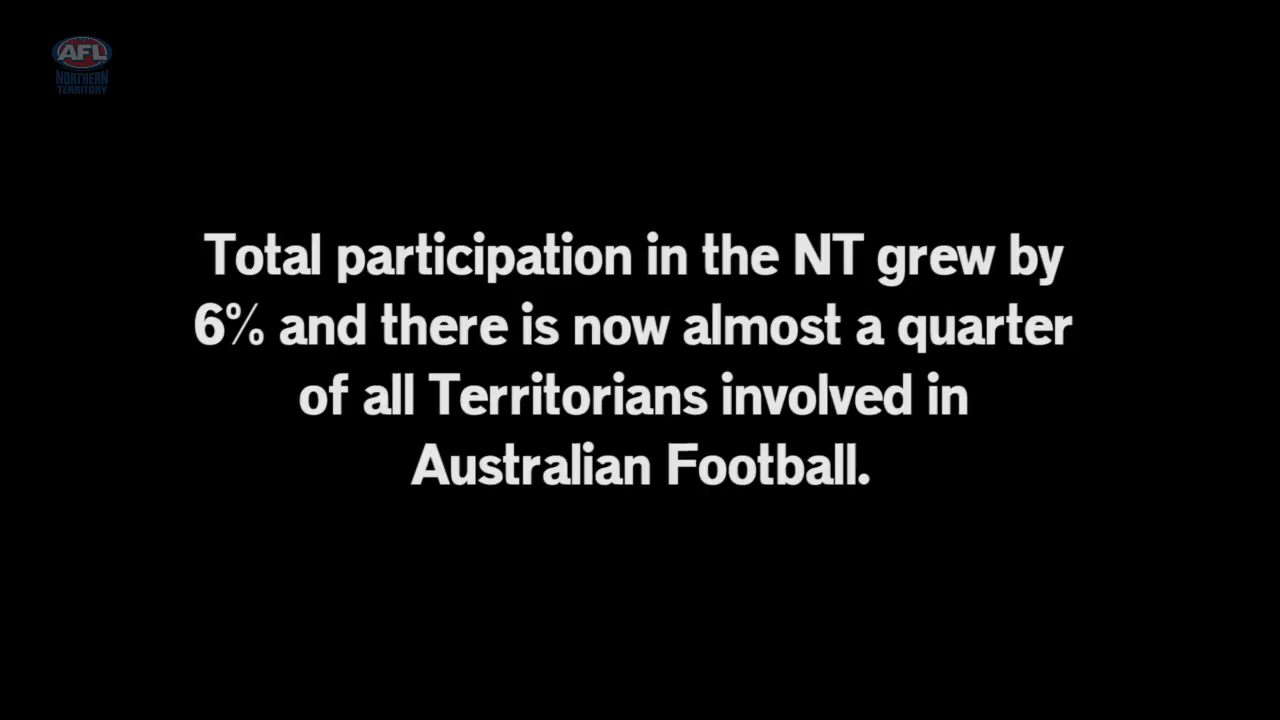 AFL
NORTHERN
TERRITORY
Total participation in the NT grew by
6% and there is now almost a quarter
of all Territorians involved in
Australian Football.